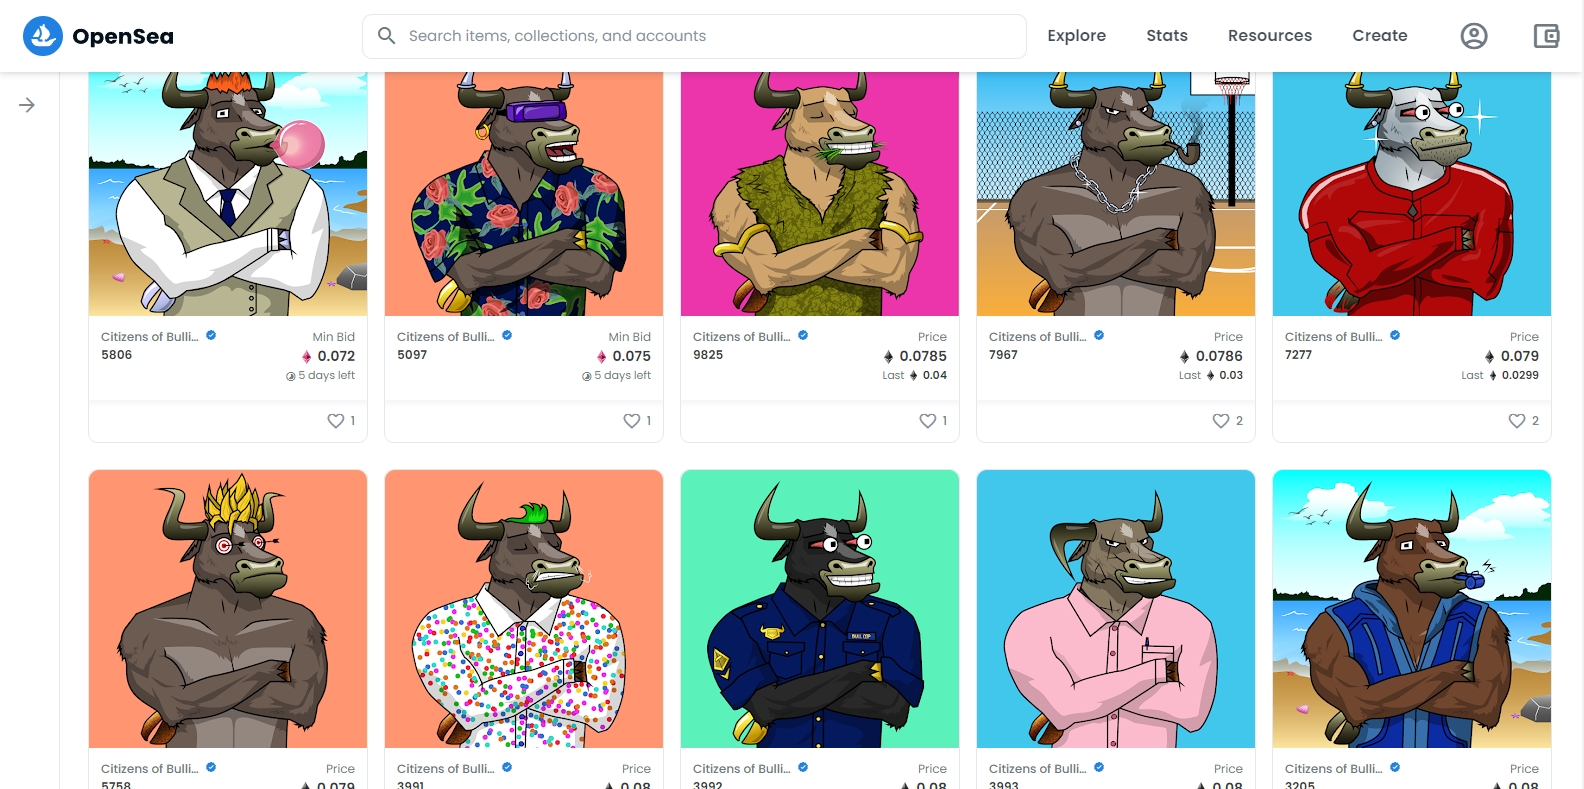 OpenSea
Search items, collections, and accounts
Explore
Stats
Resources
Create
Citizens of Bulli...
Min Bid
5806
0.072
5 days left
1
Citizens of Bulli...
Min Bid
5097
0.075
5 days left
1
Citizens of Bulli...
Price
9825
0.0785
Last 0.04
1
Citizens of Bulli...
Price
7967
0.0786
Last 0.03
2
Citizens of Bulli...
Price
7277
0.079
Last 0.0299
2
BULL COP
Citizens of Bulli...
Price
5758
0.079
Citizens of Bulli...
Price
3991
0.08
Citizens of Bulli...
Price
3992
0.08
Citizens of Bulli...
Price
3993
0.08
Citizens of Bulli...
Price
3205
0.08